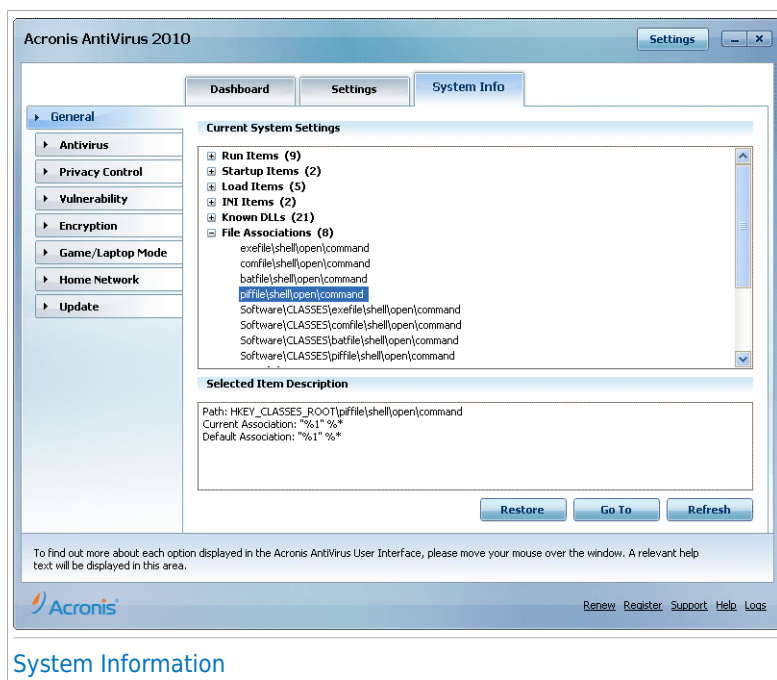 Acronis AntiVirus 2010
Settings
Dashboard
Settings
System Info
General
Antivirus
Privacy Control
Vulnerability
Encryption
Game/Laptop Mode
Home Network
Update
Current System Settings
Run Items (9)
Startup Items (2)
Load Items (5)
INI Items (2)
Known DLLs (21)
File Associations (8)
exefile\shell\open\command
comfile\shell\open\command
batfile\shell\open\command
piffile\shell\open\command
Software\CLASSES\exefile\shell\open\command
Software\CLASSES\comfile\shell\open\command
Software\CLASSES\batfile\shell\open\command
Software\CLASSES\piffile\shell\open\command
Selected Item Description
Path: HKEY_CLASSES_ROOT\piffile\shell\open\command
Current Association: "%1" %*
Default Association: "%1" %*
Restore
Go To
Refresh
To find out more about each option displayed in the Acronis AntiVirus User Interface, please move your mouse over the window. A relevant help
text will be displayed in this area.
Acronis
Renew Register Support Help Logs
System Information